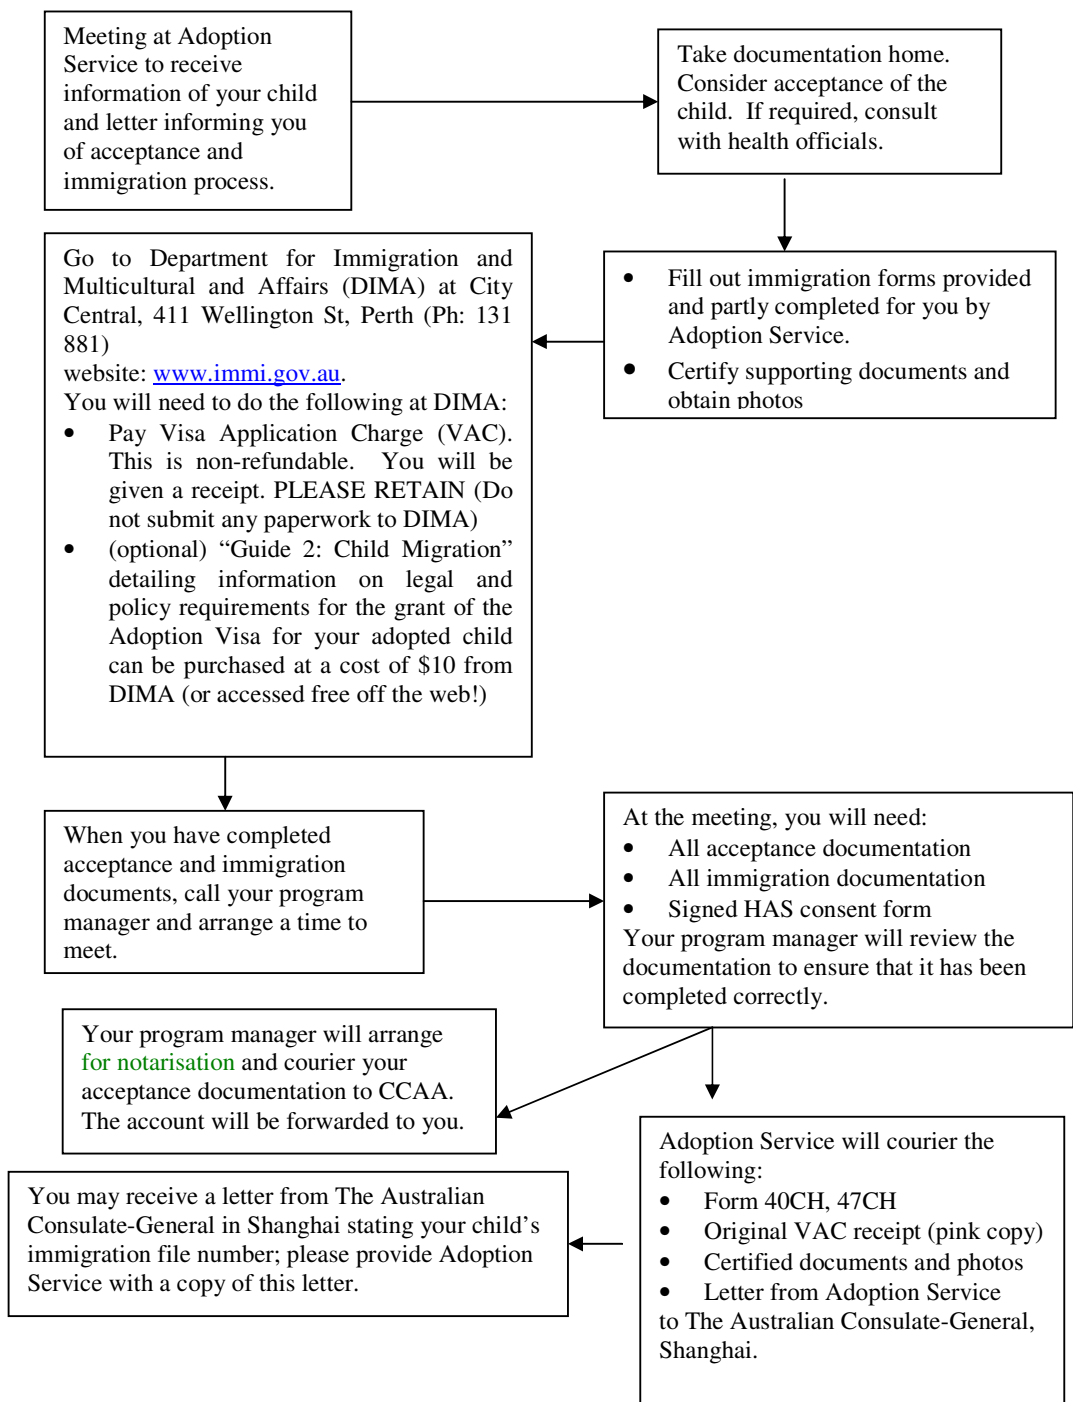 Meeting at Adoption
Service to receive
information of your child
and letter informing you
of acceptance and
immigration process.
Take documentation home.
Consider acceptance of the
child.  If required, consult
with health officials.
• Fill out immigration forms provided
and partly completed for you by
Adoption Service.
• Certify supporting documents and
obtain photos
Go to Department for Immigration and
Multicultural and Affairs (DIMA) at City
Central, 411 Wellington St, Perth (Ph: 131
881)
website: www.immi.gov.au.
You will need to do the following at DIMA:
• Pay Visa Application Charge (VAC).
This is non-refundable.  You will be
given a receipt. PLEASE RETAIN (Do
not submit any paperwork to DIMA)
• (optional) “Guide 2: Child Migration”
detailing information on legal and
policy requirements for the grant of the
Adoption Visa for your adopted child
can be purchased at a cost of $10 from
DIMA (or accessed free off the web!)
When you have completed
acceptance and immigration
documents, call your program
manager and arrange a time to
meet.
At the meeting, you will need:
• All acceptance documentation
• All immigration documentation
• Signed HAS consent form
Your program manager will review the
documentation to ensure that it has been
completed correctly.
Your program manager will arrange
for notarisation and courier your
acceptance documentation to CCAA.
The account will be forwarded to you.
Adoption Service will courier the
following:
• Form 40CH, 47CH
• Original VAC receipt (pink copy)
• Certified documents and photos
• Letter from Adoption Service
to The Australian Consulate-General,
Shanghai.
You may receive a letter from The Australian
Consulate-General in Shanghai stating your child’s
immigration file number; please provide Adoption
Service with a copy of this letter.